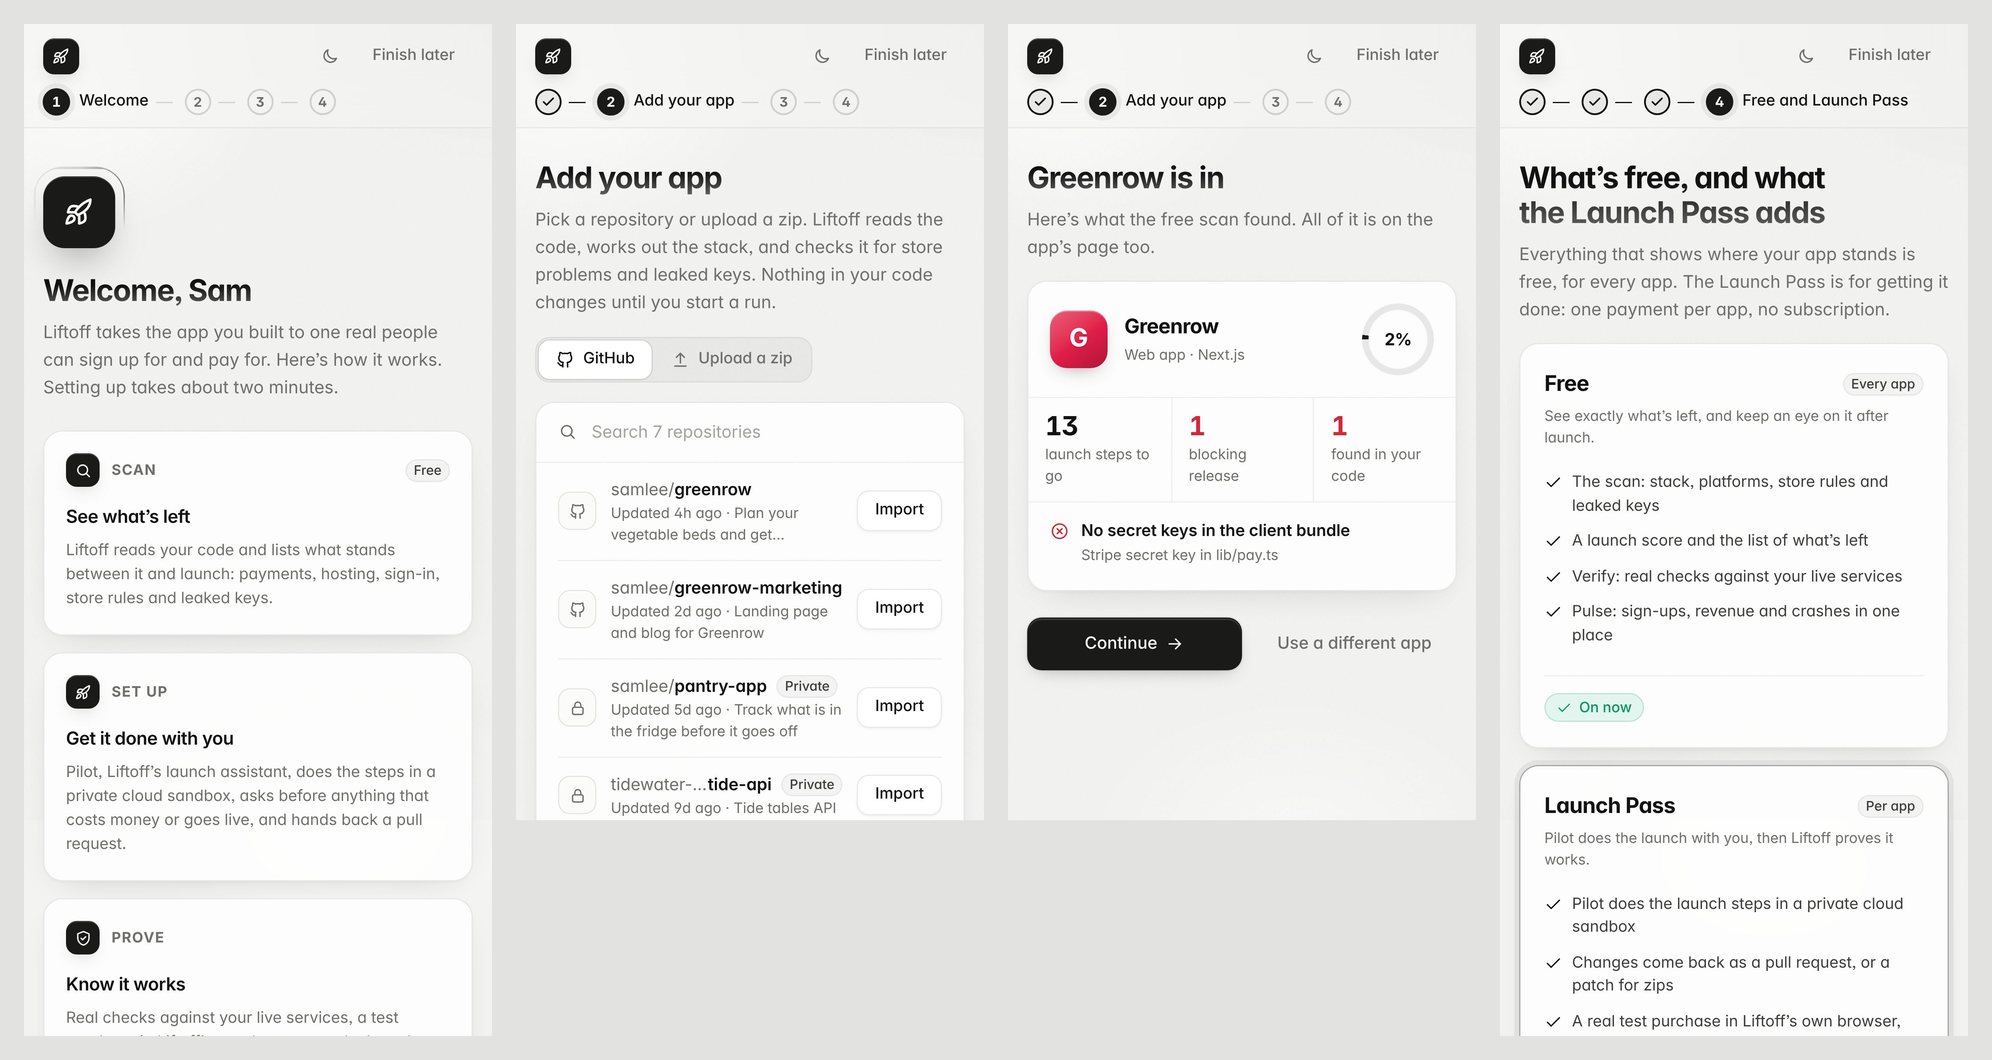 Finish later
1 Welcome 2 3 4
Welcome, Sam
Liftoff takes the app you built to one real people
can sign up for and pay for. Here’s how it works.
Setting up takes about two minutes.
SCAN Free
See what’s left
Liftoff reads your code and lists what stands
between it and launch: payments, hosting, sign-in,
store rules and leaked keys.
SET UP
Get it done with you
Pilot, Liftoff’s launch assistant, does the steps in a
private cloud sandbox, asks before anything that
costs money or goes live, and hands back a pull
request.
PROVE
Know it works
Real checks against your live services, a test
Finish later
2 Add your app 3 4
Add your app
Pick a repository or upload a zip. Liftoff reads the
code, works out the stack, and checks it for store
problems and leaked keys. Nothing in your code
changes until you start a run.
GitHub Upload a zip
Search 7 repositories
samlee/greenrow
Updated 4h ago · Plan your
vegetable beds and get...
Import
samlee/greenrow-marketing
Updated 2d ago · Landing page
and blog for Greenrow
Import
samlee/pantry-app Private
Updated 5d ago · Track what is in
the fridge before it goes off
Import
tidewater-...tide-api Private
Updated 9d ago · Tide tables API
Import
Finish later
2 Add your app 3 4
Greenrow is in
Here’s what the free scan found. All of it is on the
app’s page too.
G
Greenrow
Web app · Next.js
2%
13
launch steps to
go
1
blocking
release
1
found in your
code
No secret keys in the client bundle
Stripe secret key in lib/pay.ts
Continue →
Use a different app
Finish later
4 Free and Launch Pass
What’s free, and what
the Launch Pass adds
Everything that shows where your app stands is
free, for every app. The Launch Pass is for getting it
done: one payment per app, no subscription.
Free Every app
See exactly what’s left, and keep an eye on it after
launch.
The scan: stack, platforms, store rules and
leaked keys
A launch score and the list of what’s left
Verify: real checks against your live services
Pulse: sign-ups, revenue and crashes in one
place
On now
Launch Pass Per app
Pilot does the launch with you, then Liftoff proves it
works.
Pilot does the launch steps in a private cloud
sandbox
Changes come back as a pull request, or a
patch for zips
A real test purchase in Liftoff’s own browser,